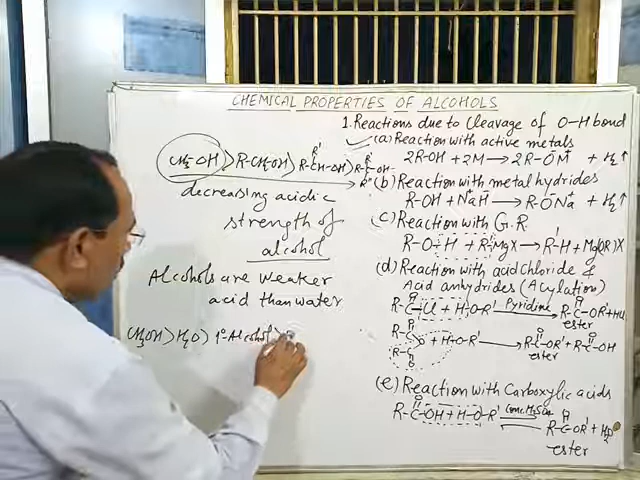 CHEMICAL PROPERTIES OF ALCOHOLS
1. Reactions due to Cleavage of O-H bond
(a) Reaction with active metals
2R-OH + 2M → 2R-ŌM⁺ + H₂↑
(b) Reaction with metal hydrides
R-OH + NaH → R-ŌNa⁺ + H₂↑
(c) Reaction with G.R
R-O-H + R'MgX → R'-H + Mg(OR)X
(d) Reaction with acid chloride &
Acid anhydrides (Acylation)
R-C-Cl + H-O-R' Pyridine → R-C-OR' + HCl
ester
R-C
O + H-O-R' → R-C-OR' + R-C-OH
R-C
ester
(e) Reaction with Carboxylic acids
R-C-OH + H-O-R' Conc. H₂SO₄ R-C-OR' + H₂O
ester
CH₃-OH > R-CH₂OH > R-CH-OH > R-C-OH
decreasing acidic
strength of
alcohol
Alcohols are weaker
acid than water
CH₃OH > H₂O > 1°-Alcohol >